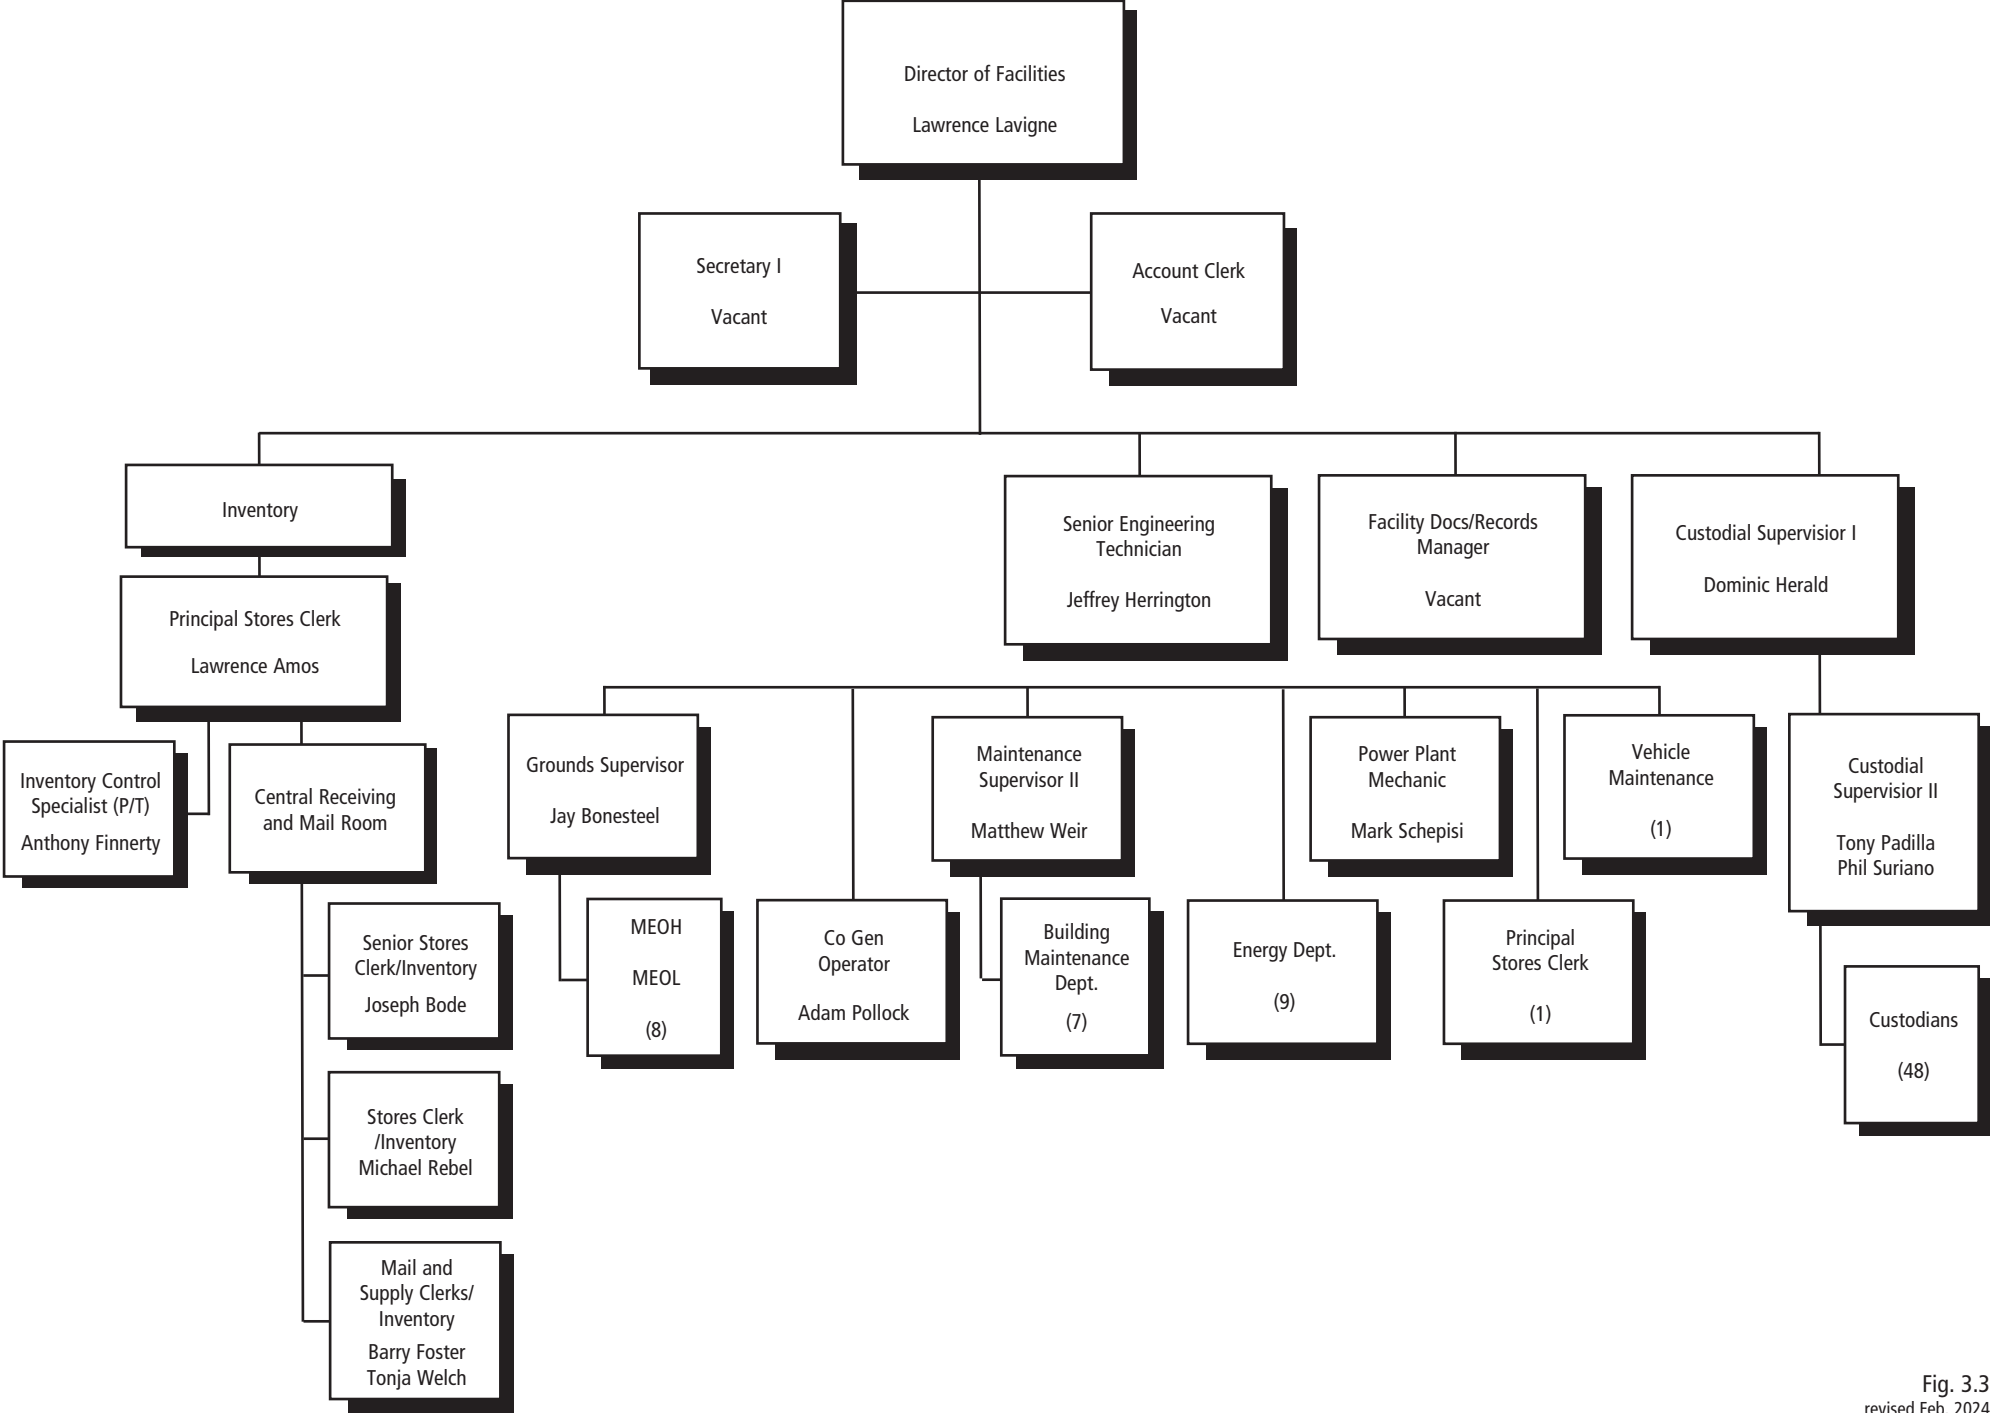 Director of Facilities
Lawrence Lavigne
Secretary I
Vacant
Account Clerk
Vacant
Inventory
Senior Engineering
Technician
Jeffrey Herrington
Facility Docs/Records
Manager
Vacant
Custodial Supervisior I
Dominic Herald
Principal Stores Clerk
Lawrence Amos
Inventory Control
Specialist (P/T)
Anthony Finnerty
Central Receiving
and Mail Room
Grounds Supervisor
Jay Bonesteel
Maintenance
Supervisor II
Matthew Weir
Power Plant
Mechanic
Mark Schepisi
Vehicle
Maintenance
(1)
Custodial
Supervisior II
Tony Padilla
Phil Suriano
Senior Stores
Clerk/Inventory
Joseph Bode
MEOH
MEOL
(8)
Co Gen
Operator
Adam Pollock
Building
Maintenance
Dept.
(7)
Energy Dept.
(9)
Principal
Stores Clerk
(1)
Custodians
(48)
Stores Clerk
/Inventory
Michael Rebel
Mail and
Supply Clerks/
Inventory
Barry Foster
Tonja Welch
Fig. 3.3
revised Feb. 2024